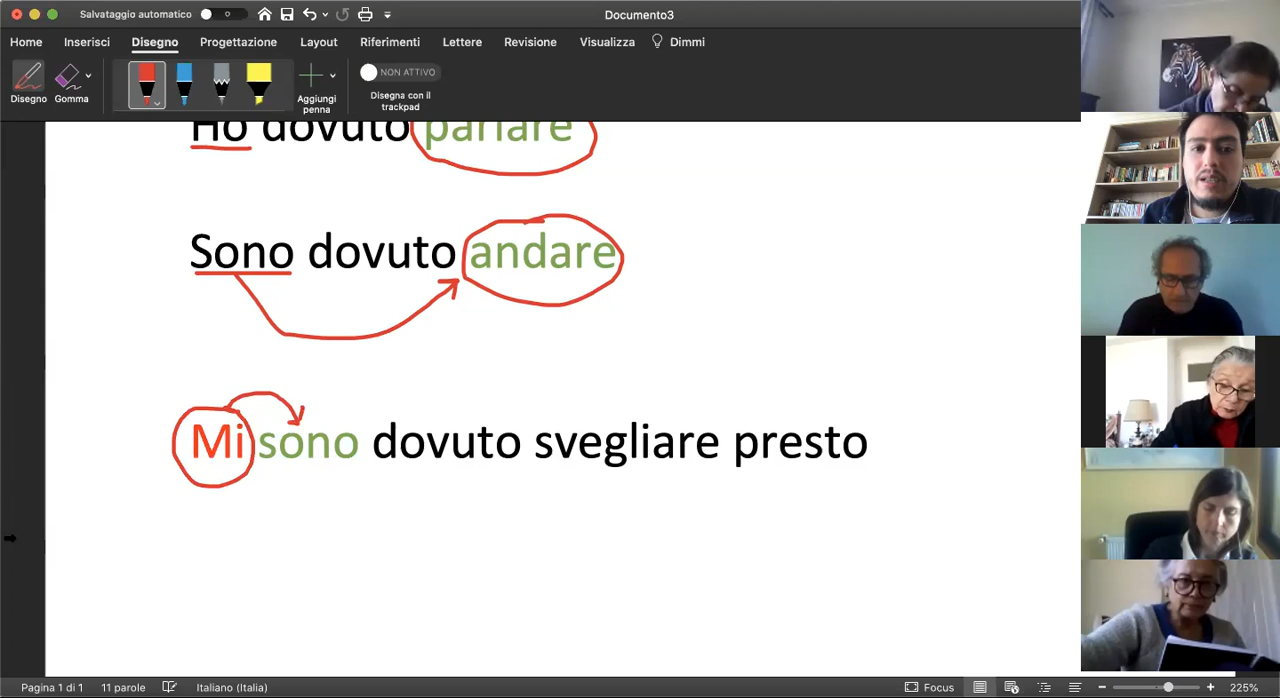 Salvataggio automatico
Documento3
Home Inserisci Disegno Progettazione Layout Riferimenti Lettere Revisione Visualizza Dimmi
NON ATTIVO
Disegno Gomma Aggiungi penna Disegna con il trackpad
Ho dovuto parlare
Sono dovuto andare
Mi sono dovuto svegliare presto
Pagina 1 di 1 11 parole Italiano (Italia) Focus 225%